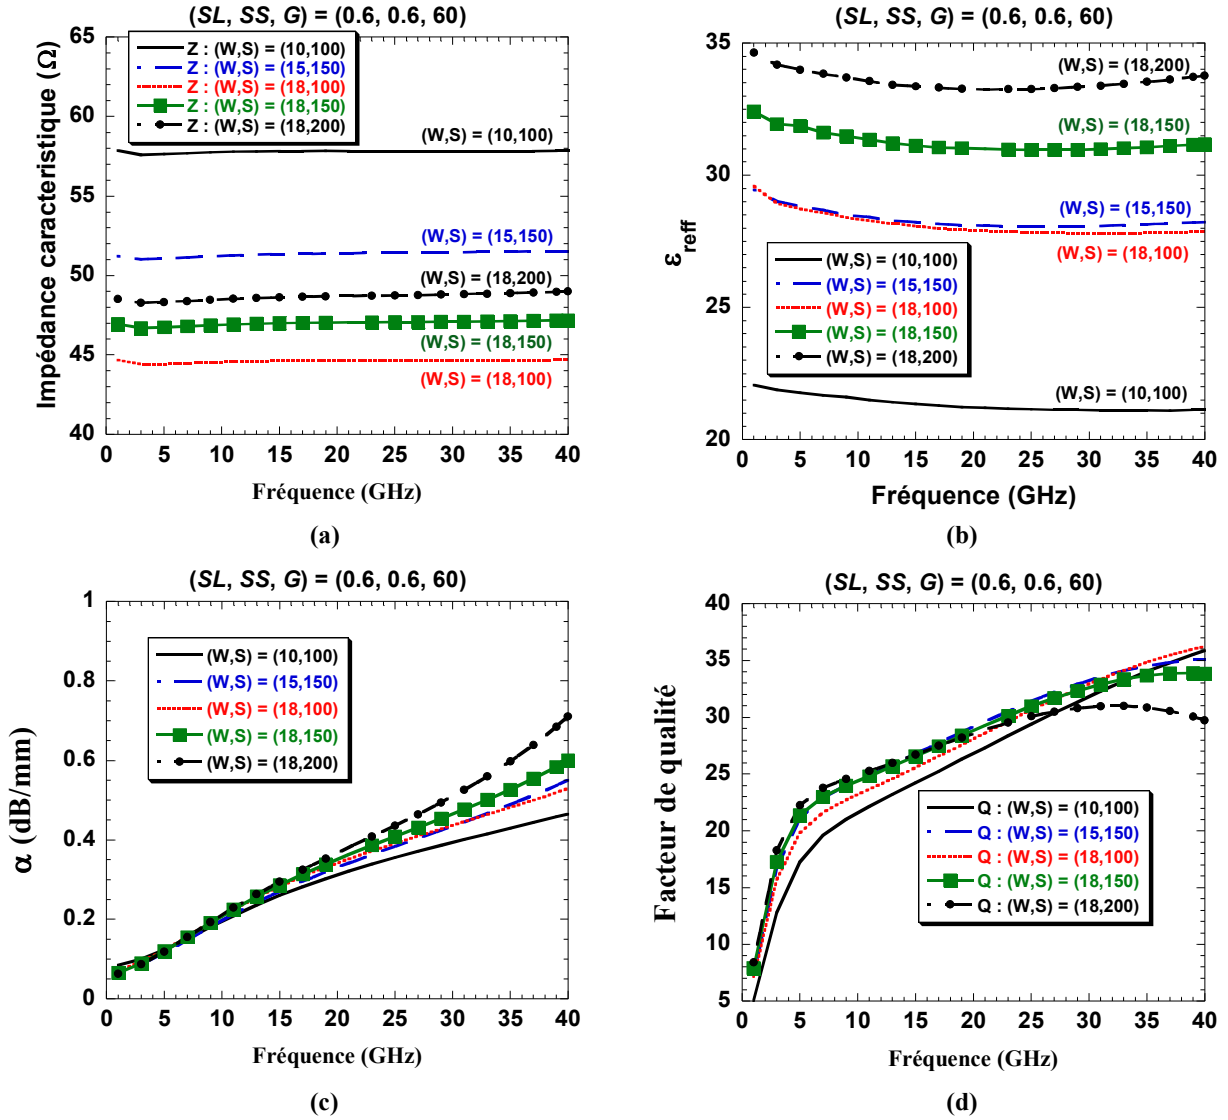 (SL, SS, G) = (0.6, 0.6, 60)
Impédance caracteristique (Ω)
65
60
55
50
45
40
Z : (W,S) = (10,100)
Z : (W,S) = (15,150)
Z : (W,S) = (18,100)
Z : (W,S) = (18,150)
Z : (W,S) = (18,200)
(W,S) = (10,100)
(W,S) = (15,150)
(W,S) = (18,200)
(W,S) = (18,150)
(W,S) = (18,100)
0 5 10 15 20 25 30 35 40
Fréquence (GHz)
(a)
(SL, SS, G) = (0.6, 0.6, 60)
εreff
35
30
25
20
(W,S) = (18,200)
(W,S) = (18,150)
(W,S) = (15,150)
(W,S) = (18,100)
(W,S) = (10,100)
(W,S) = (10,100)
(W,S) = (15,150)
(W,S) = (18,100)
(W,S) = (18,150)
(W,S) = (18,200)
0 5 10 15 20 25 30 35 40
Fréquence (GHz)
(b)
(SL, SS, G) = (0.6, 0.6, 60)
α (dB/mm)
1
0.8
0.6
0.4
0.2
0
(W,S) = (10,100)
(W,S) = (15,150)
(W,S) = (18,100)
(W,S) = (18,150)
(W,S) = (18,200)
0 5 10 15 20 25 30 35 40
Fréquence (GHz)
(c)
(SL, SS, G) = (0.6, 0.6, 60)
Facteur de qualité
40
35
30
25
20
15
10
5
Q : (W,S) = (10,100)
Q : (W,S) = (15,150)
Q : (W,S) = (18,100)
Q : (W,S) = (18,150)
Q : (W,S) = (18,200)
0 5 10 15 20 25 30 35 40
Fréquence (GHz)
(d)